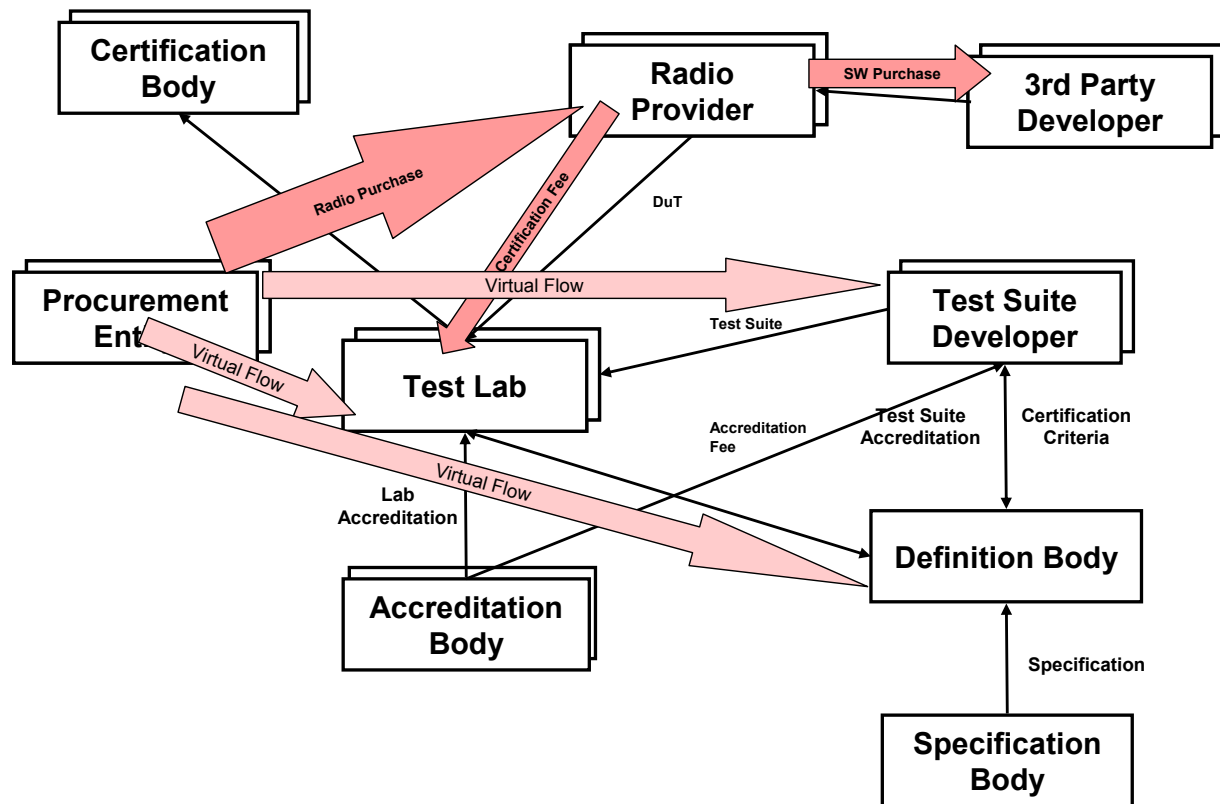 Certification
Body
Radio
Provider
SW Purchase
3rd Party
Developer
Radio Purchase
Certification Fee
DuT
Procurement
Virtual Flow
Test Suite
Developer
Test Suite
Virtual Flow
Test Lab
Accreditation
Fee
Test Suite
Accreditation
Certification
Criteria
Virtual Flow
Lab
Accreditation
Definition Body
Accreditation
Body
Specification
Specification
Body